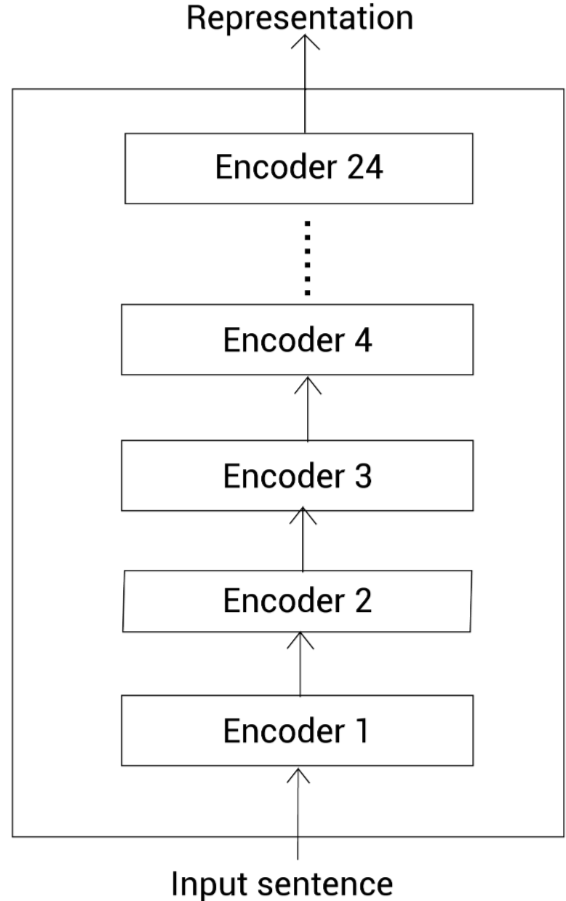 Representation
Encoder 24
Encoder 4
Encoder 3
Encoder 2
Encoder 1
Input sentence